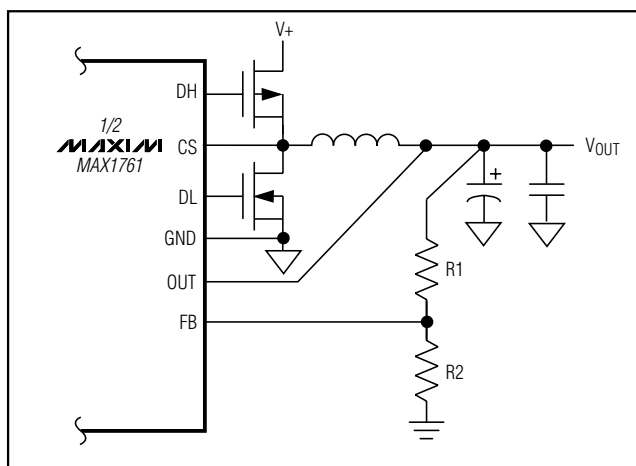 V+
DH
1/2
MAXIM
MAX1761
CS
VOUT
+
DL
GND
OUT
R1
FB
R2